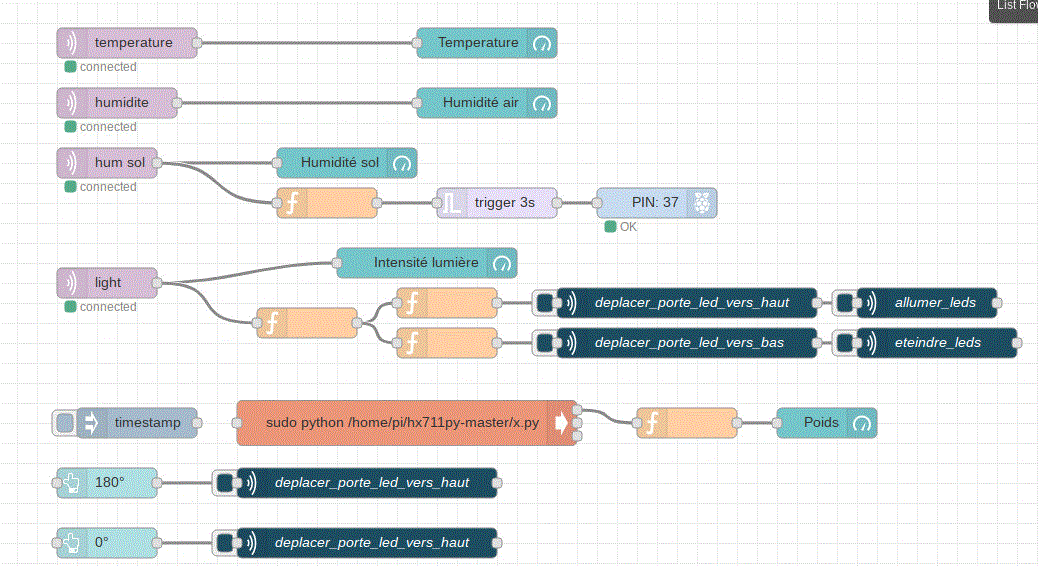 List Flo
temperature
Temperature
connected
humidite
Humidité air
connected
hum sol
Humidité sol
connected
trigger 3s
PIN: 37
OK
Intensité lumière
light
connected
deplacer_porte_led_vers_haut
allumer_leds
deplacer_porte_led_vers_bas
eteindre_leds
timestamp
sudo python /home/pi/hx711py-master/x.py
Poids
180°
deplacer_porte_led_vers_haut
0°
deplacer_porte_led_vers_haut